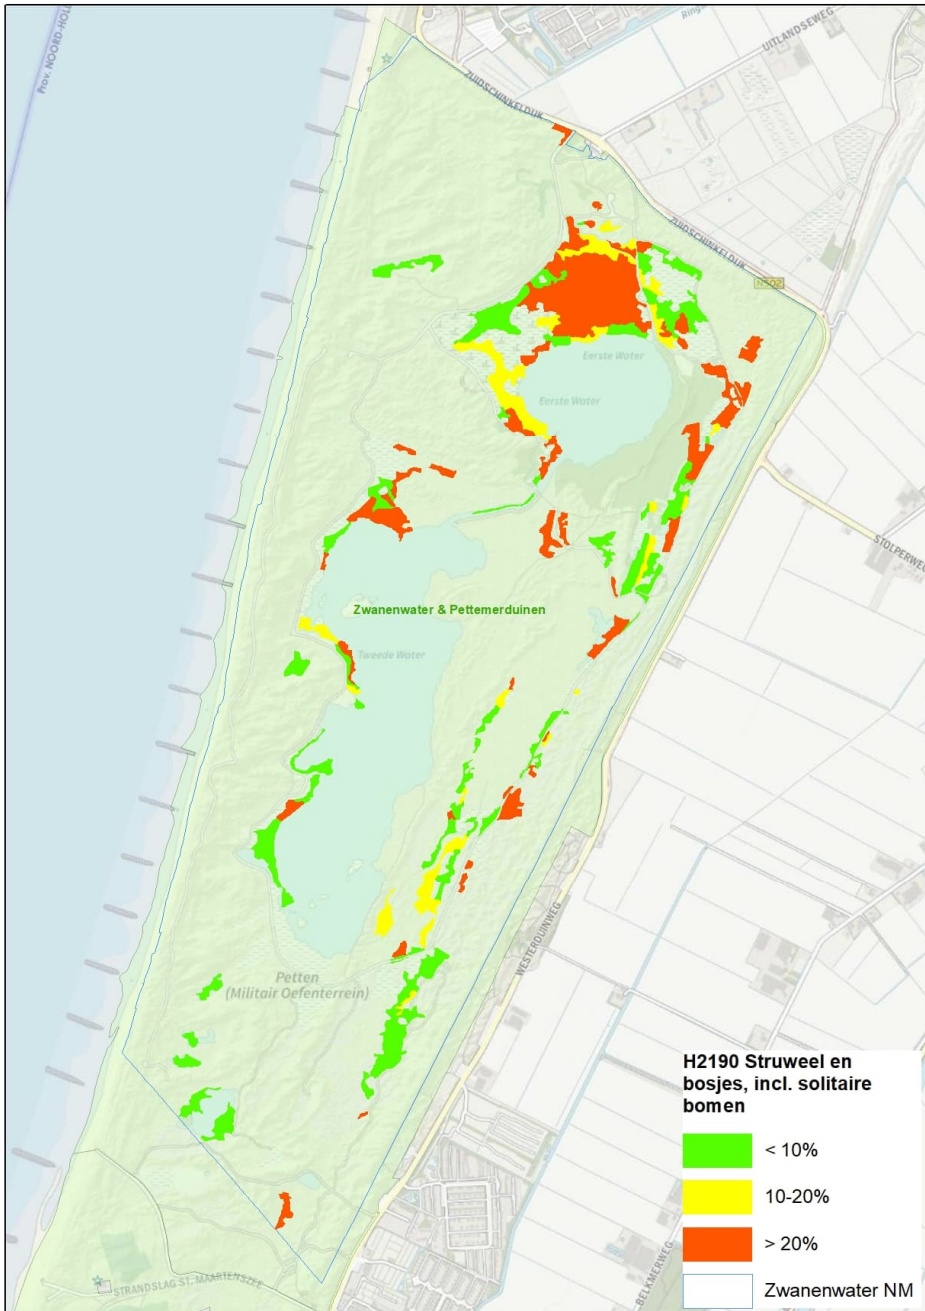 Prov. NOORD-HOL
Ring
UITLANDSEWEG
ZUIDSCHINKELDIJK
ZUIDSCHINKELDIJK
N502
Eerste Water
Eerste Water
STOLPERWEG
Zwanenwater & Pettemerduinen
Tweede Water
WESTERDUINWEG
Petten
(Militair Oefenterrein)
H2190 Struweel en
bosjes, incl. solitaire
bomen
< 10%
10-20%
> 20%
Zwanenwater NM
BELKMERWEG
STRANDSLAG ST. MAARTENSZEE